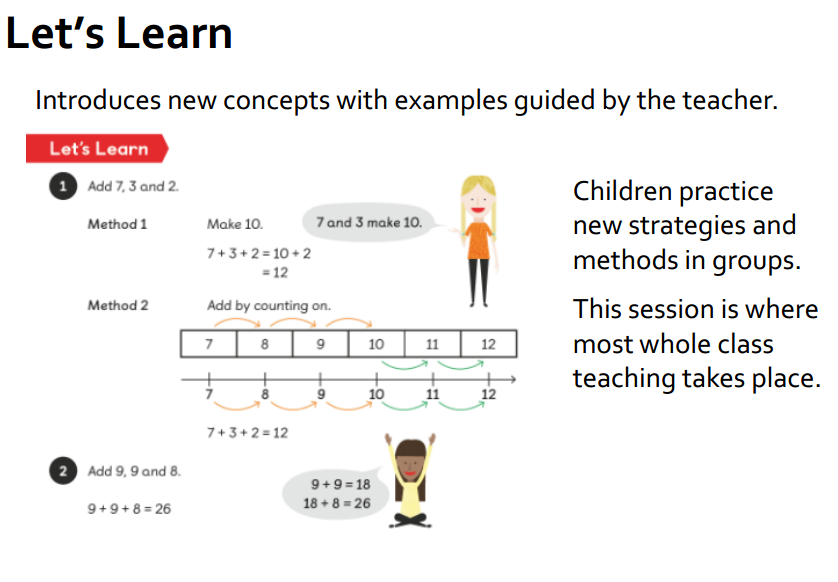 Let's Learn
Introduces new concepts with examples guided by the teacher.
Let's Learn
1 Add 7, 3 and 2.
Method 1 Make 10. 7 and 3 make 10.
7 + 3 + 2 = 10 + 2
= 12
Method 2 Add by counting on.
7 8 9 10 11 12
7 8 9 10 11 12
7 + 3 + 2 = 12
2 Add 9, 9 and 8.
9 + 9 = 18
18 + 8 = 26
9 + 9 + 8 = 26
Children practice
new strategies and
methods in groups.
This session is where
most whole class
teaching takes place.